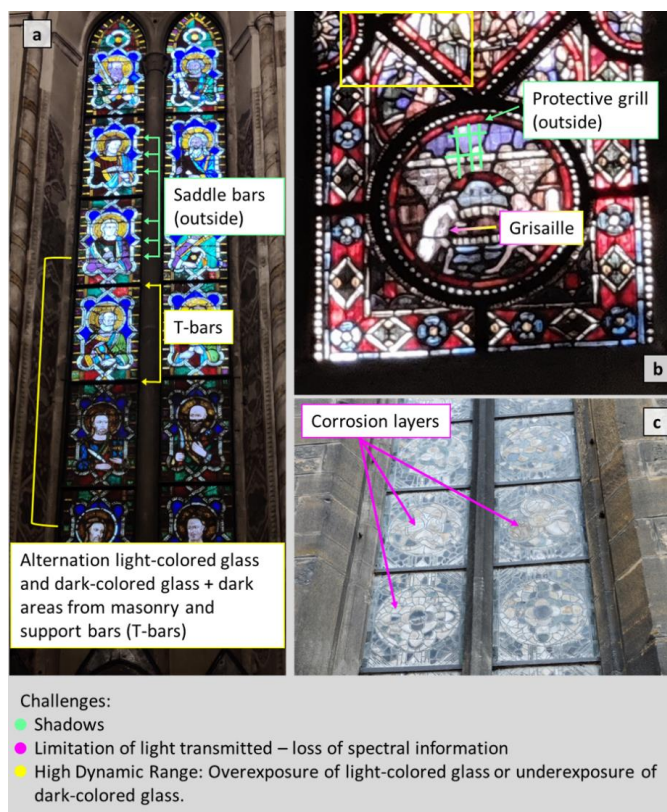 a
Saddle bars
(outside)
T-bars
Alternation light-colored glass
and dark-colored glass + dark
areas from masonry and
support bars (T-bars)
Protective grill
(outside)
Grisaille
b
Corrosion layers
c
Challenges:
Shadows
Limitation of light transmitted – loss of spectral information
High Dynamic Range: Overexposure of light-colored glass or underexposure of
dark-colored glass.